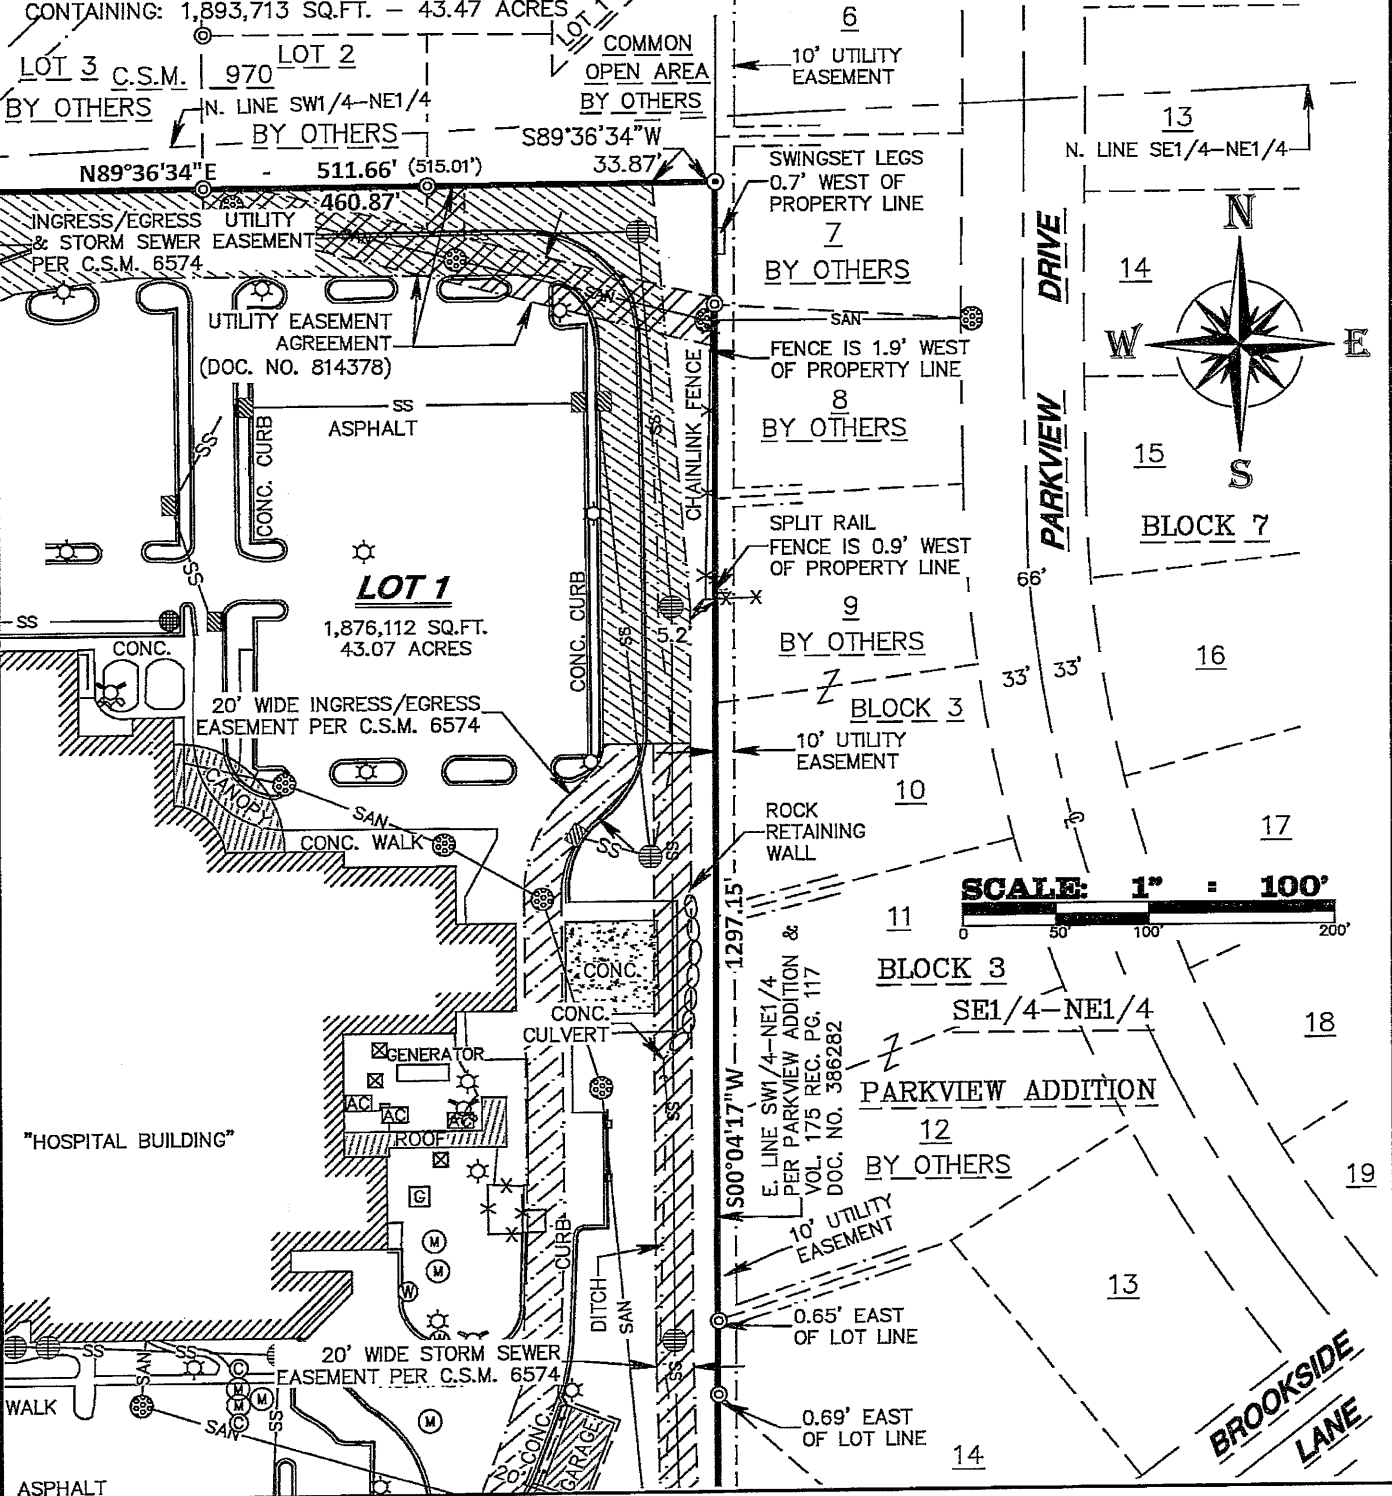 CONTAINING: 1,893,713 SQ.FT. – 43.47 ACRES
LOT 1
LOT 3
C.S.M. 970
LOT 2
BY OTHERS
N. LINE SW1/4–NE1/4
BY OTHERS
COMMON
OPEN AREA
BY OTHERS
6
10' UTILITY
EASEMENT
13
N. LINE SE1/4–NE1/4
S89°36'34"W
33.87'
N89°36'34"E - 511.66' (515.01')
460.87'
INGRESS/EGRESS UTILITY
& STORM SEWER EASEMENT
PER C.S.M. 6574
SAN
SWINGSET LEGS
0.7' WEST OF
PROPERTY LINE
7
BY OTHERS
PARKVIEW DRIVE
14
N
W
E
S
UTILITY EASEMENT
AGREEMENT
(DOC. NO. 814378)
SAN
SAN
FENCE IS 1.9' WEST
OF PROPERTY LINE
8
BY OTHERS
CHAINLINK FENCE
SS
ASPHALT
SS
SS
CONC. CURB
15
BLOCK 7
SPLIT RAIL
FENCE IS 0.9' WEST
OF PROPERTY LINE
X
X
9
BY OTHERS
66'
33'
33'
16
SS
SS
LOT 1
1,876,112 SQ.FT.
43.07 ACRES
CONC. CURB
SS
5.2'
CONC.
20' WIDE INGRESS/EGRESS
EASEMENT PER C.S.M. 6574
Z
BLOCK 3
10' UTILITY
EASEMENT
10
CANOPY
SAN
CONC. WALK
SS
SS
ROCK
RETAINING
WALL
17
SCALE: 1" = 100'
0
50'
100'
200'
11
BLOCK 3
SE1/4–NE1/4
18
CONC.
CONC.
CULVERT
S00°04'17"W 1297.15'
E. LINE SW1/4–NE1/4
PER PARKVIEW ADDITION &
VOL. 175 REC. PG. 117
DOC. NO. 386282
Z
PARKVIEW ADDITION
12
BY OTHERS
GENERATOR
AC
AC
AC
ROOF
SS
"HOSPITAL BUILDING"
G
M
M
W
CURB
DITCH
SAN
10' UTILITY
EASEMENT
19
13
0.65' EAST
OF LOT LINE
SS
SS
SAN
20' WIDE STORM SEWER
EASEMENT PER C.S.M. 6574
SS
C
M
M
M
C
M
WALK
SAN
SS
20' CONC.
GARAGE
0.69' EAST
OF LOT LINE
14
BROOKSIDE
LANE
ASPHALT